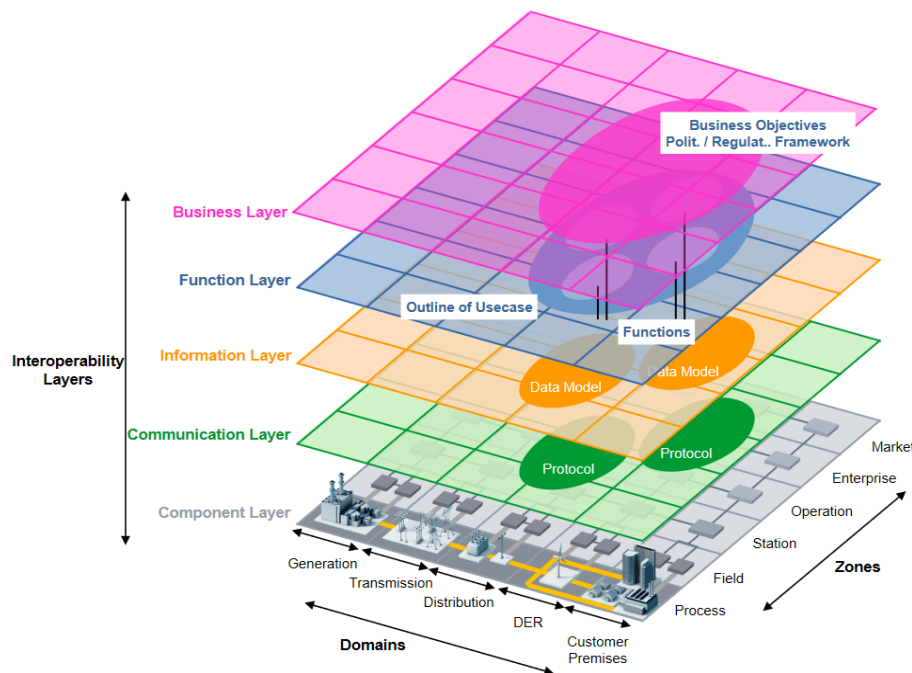 Business Objectives
Polit. / Regulat.. Framework
Business Layer
Function Layer
Outline of Usecase
Functions
Interoperability
Layers
Information Layer
Data Model
Data Model
Communication Layer
Protocol
Protocol
Component Layer
Market
Enterprise
Operation
Station
Field
Process
Zones
Generation
Transmission
Distribution
DER
Customer
Premises
Domains